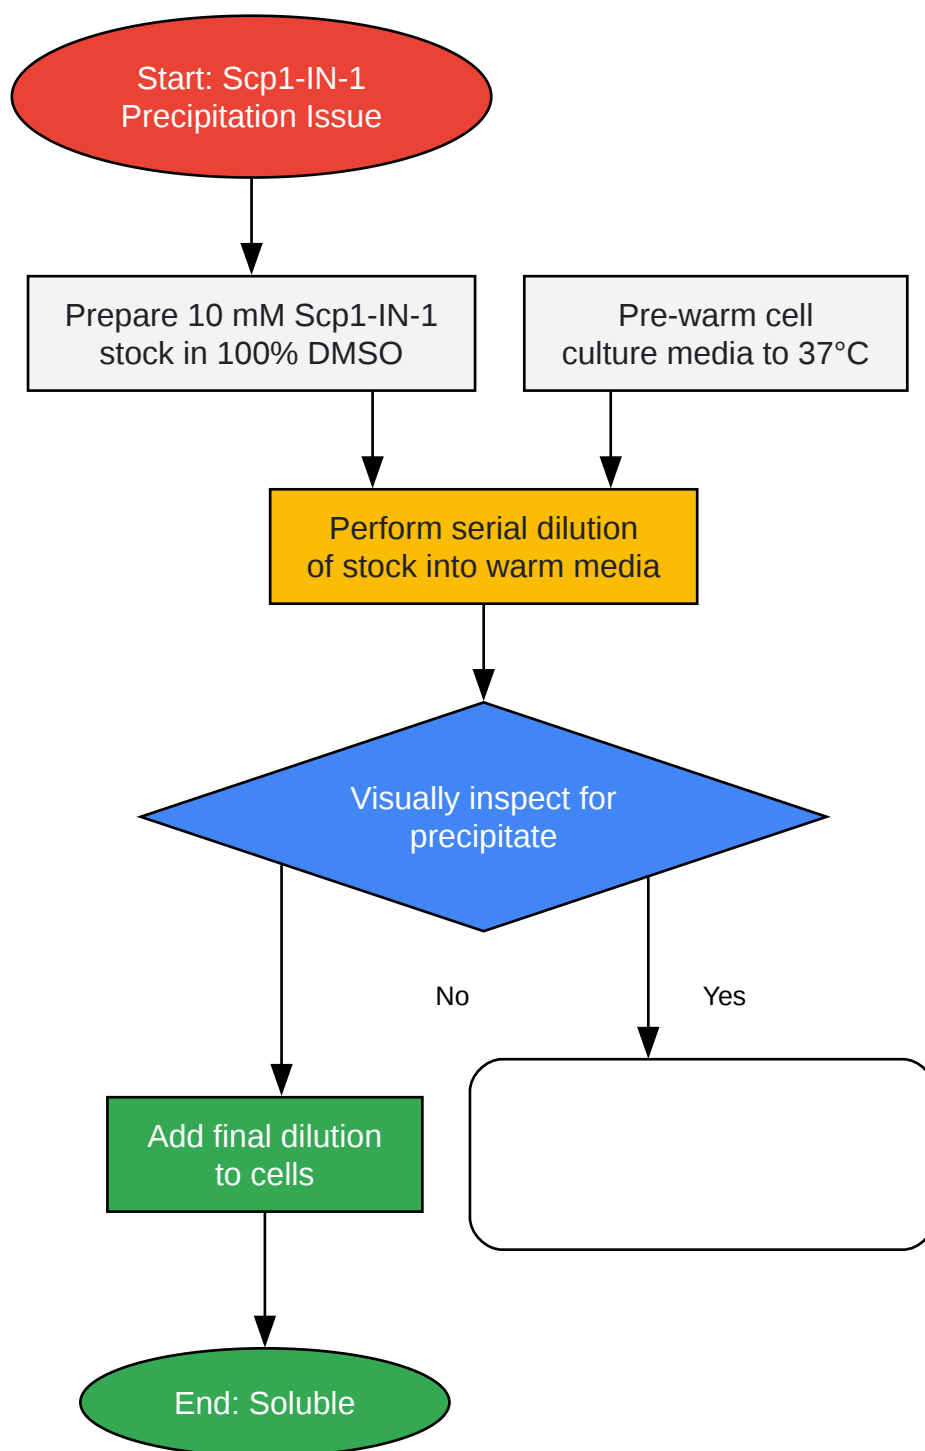 Start: Scp1-IN-1
Precipitation Issue
Prepare 10 mM Scp1-IN-1
stock in 100% DMSO
Pre-warm cell
culture media to 37°C
Perform serial dilution
of stock into warm media
Visually inspect for
precipitate
No
Yes
Add final dilution
to cells
End: Soluble